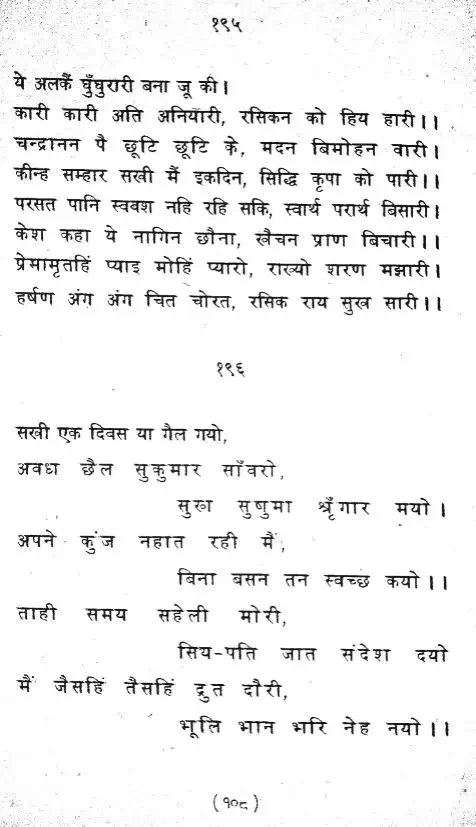 १९५
ये अलकैं घुँघुरारी बना जू की।
कारी कारी अति अनियारी, रसिकन को हिय हारी।।
चन्द्रानन पै छूटि छूटि के, मदन बिमोहन वारी।
कीन्ह सम्हार सखी मैं इकदिन, सिद्धि कृपा को पारी।।
परसत पानि स्ववश नहि रहि सकि, स्वार्थ परार्थ बिसारी।
केश कहा ये नागिन छौना, खैचन प्राण बिचारी।।
प्रेमामृतहिं प्याइ मोहिं प्यारो, राख्यो शरण मझारी।
हर्षण अंग अंग चित चोरत, रसिक राय सुख सारी।।
१९६
सखी एक दिवस या गैल गयो,
अवध छैल सुकुमार साँवरो,
सुख सुषुमा श्रृँगार मयो।
अपने कुंज नहात रही मैं,
बिना बसन तन स्वच्छ कयो।।
ताही समय सहेली मोरी,
सिय-पति जात संदेश दयो
मैं जैसहिं तैसहिं द्रुत दौरी,
भूलि भान भरि नेह नयो।।
(१०८)